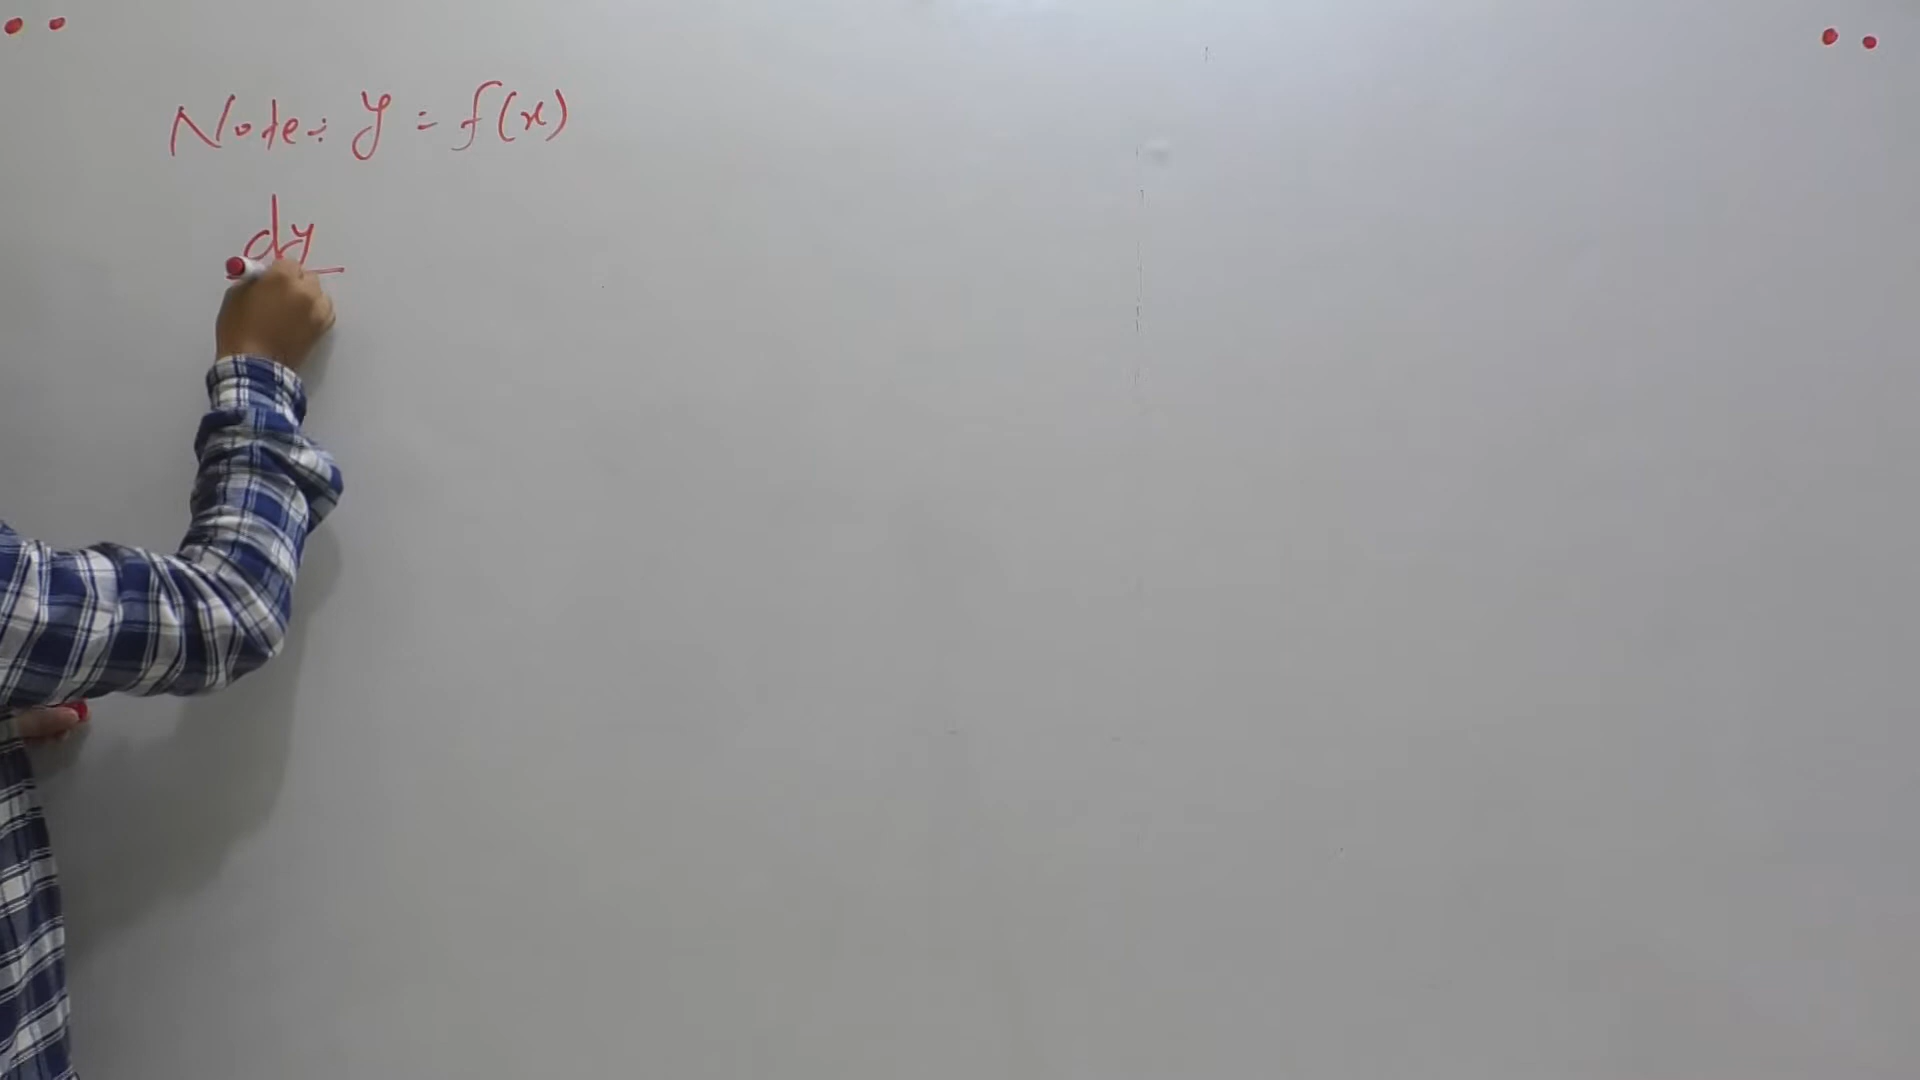 Note:- y = f(x)
dy